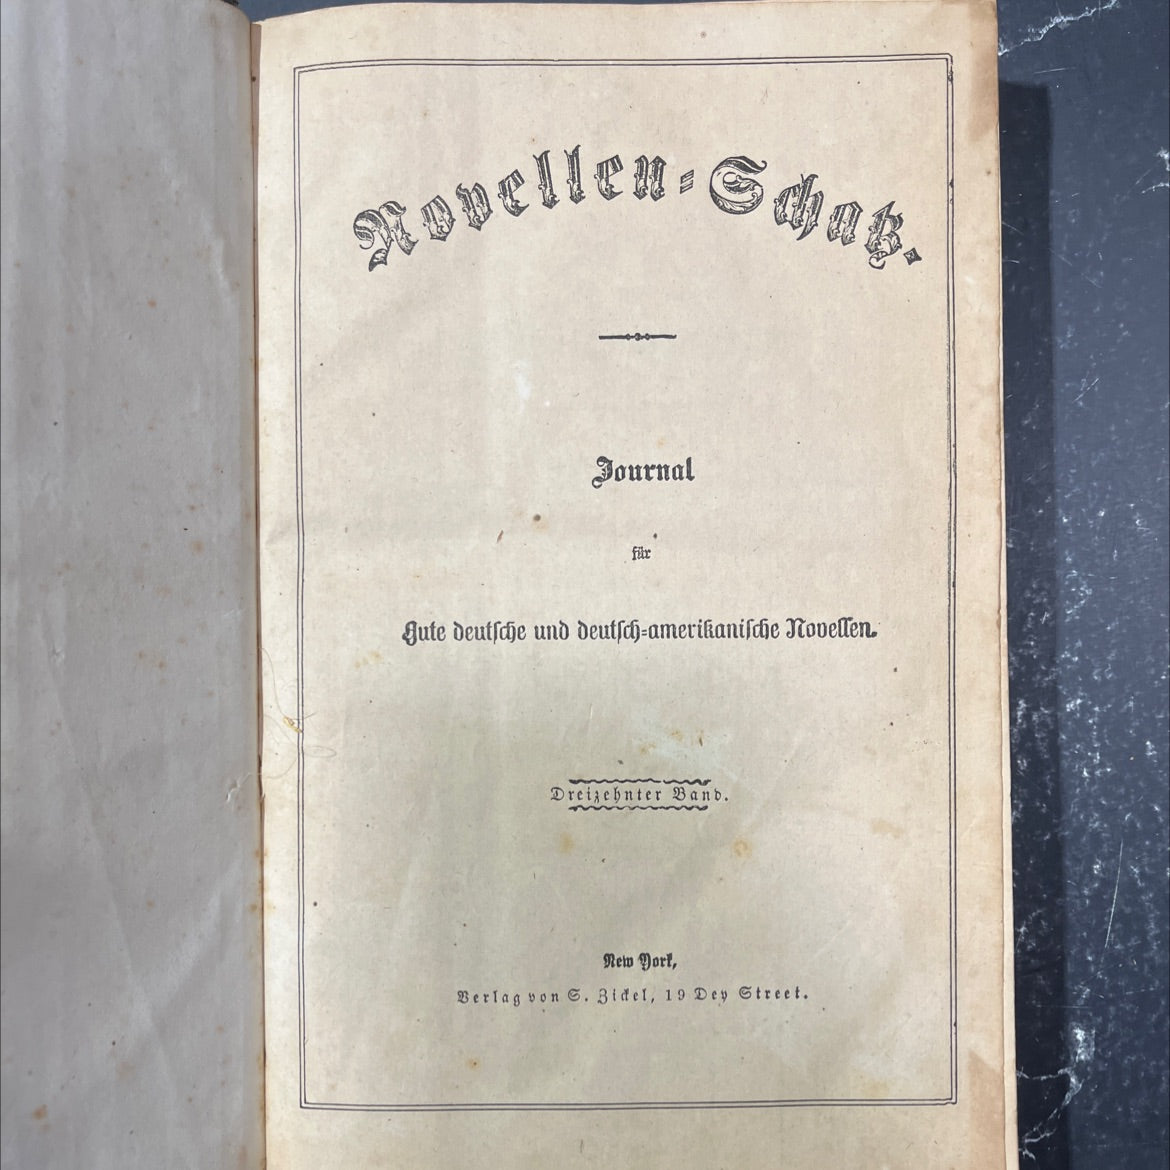 Novellen-Schatz.
Journal
für
gute deutsche und deutsch-amerikanische Novellen.
Dreizehnter Band.
New York,
Verlag von S. Zickel, 19 Dey Street.